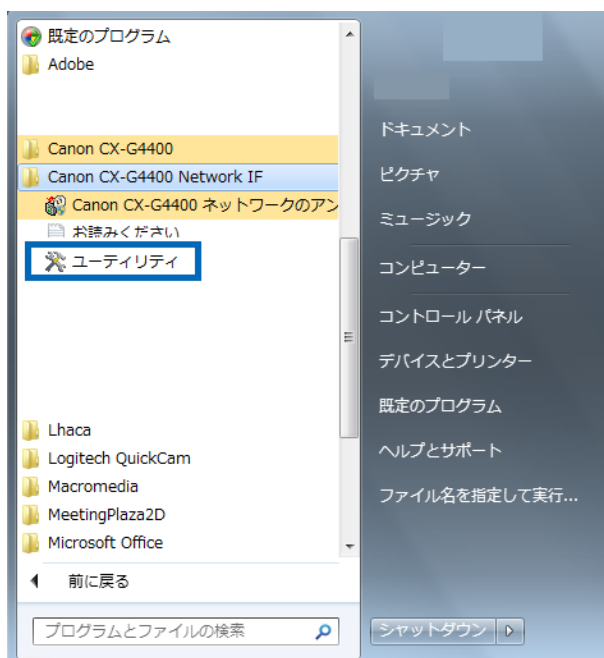 既定のプログラム
Adobe
Canon CX-G4400
Canon CX-G4400 Network IF
Canon CX-G4400 ネットワークのアン
お読みください
ユーティリティ
Lhaca
Logitech QuickCam
Macromedia
MeetingPlaza2D
Microsoft Office
前に戻る
プログラムとファイルの検索
ドキュメント
ピクチャ
ミュージック
コンピューター
コントロール パネル
デバイスとプリンター
既定のプログラム
ヘルプとサポート
ファイル名を指定して実行...
シャットダウン